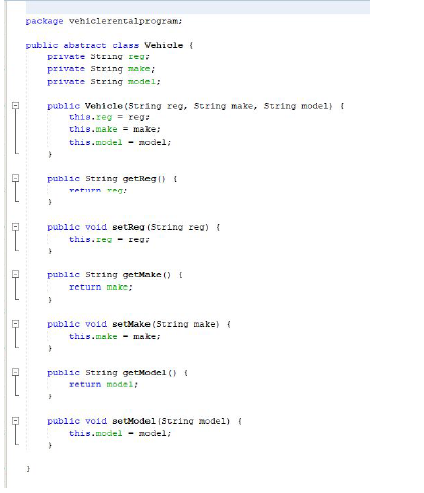 package vehiclerentalprogram;
public abstract class Vehicle {
private String reg;
private String make;
private String model;
public Vehicle(String reg, String make, String model) {
this.reg = reg;
this.make = make;
this.model = model;
}
public String getReg() {
return reg;
}
public void setReg(String reg) {
this.reg = reg;
}
public String getMake() {
return make;
}
public void setMake(String make) {
this.make = make;
}
public String getModel() {
return model;
}
public void setModel(String model) {
this.model = model;
}
}